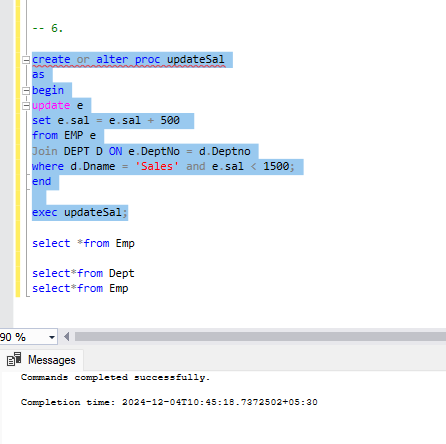 -- 6.
create or alter proc updateSal
as
begin
update e
set e.sal = e.sal + 500
from EMP e
Join DEPT D ON e.DeptNo = d.Deptno
where d.Dname = 'Sales' and e.sal < 1500;
end
exec updateSal;
select *from Emp
select*from Dept
select*from Emp
90 %
Messages
Commands completed successfully.
Completion time: 2024-12-04T10:45:18.7372502+05:30